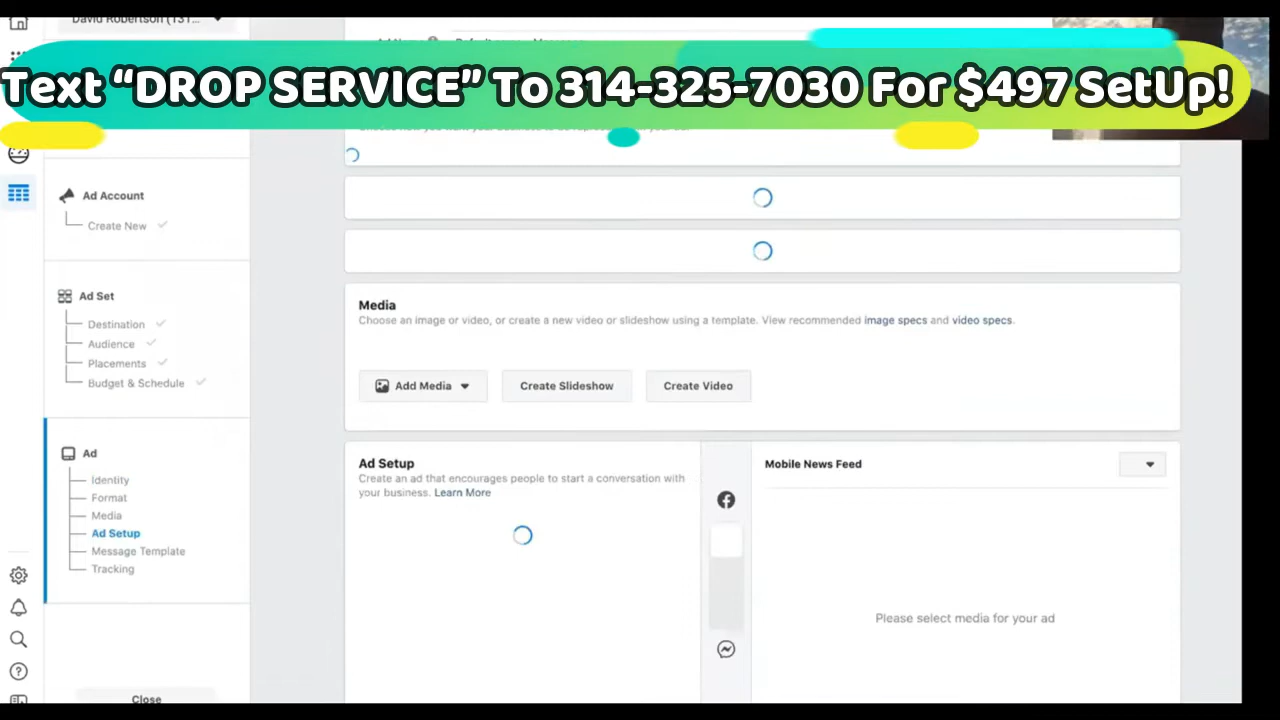 David Robertson (131...
Text “DROP SERVICE” To 314-325-7030 For $497 SetUp!
Ad Account
Create New
Ad Set
Destination
Audience
Placements
Budget & Schedule
Ad
Identity
Format
Media
Ad Setup
Message Template
Tracking
Close
Media
Choose an image or video, or create a new video or slideshow using a template. View recommended image specs and video specs.
Add Media
Create Slideshow
Create Video
Ad Setup
Create an ad that encourages people to start a conversation with
your business. Learn More
Mobile News Feed
Please select media for your ad